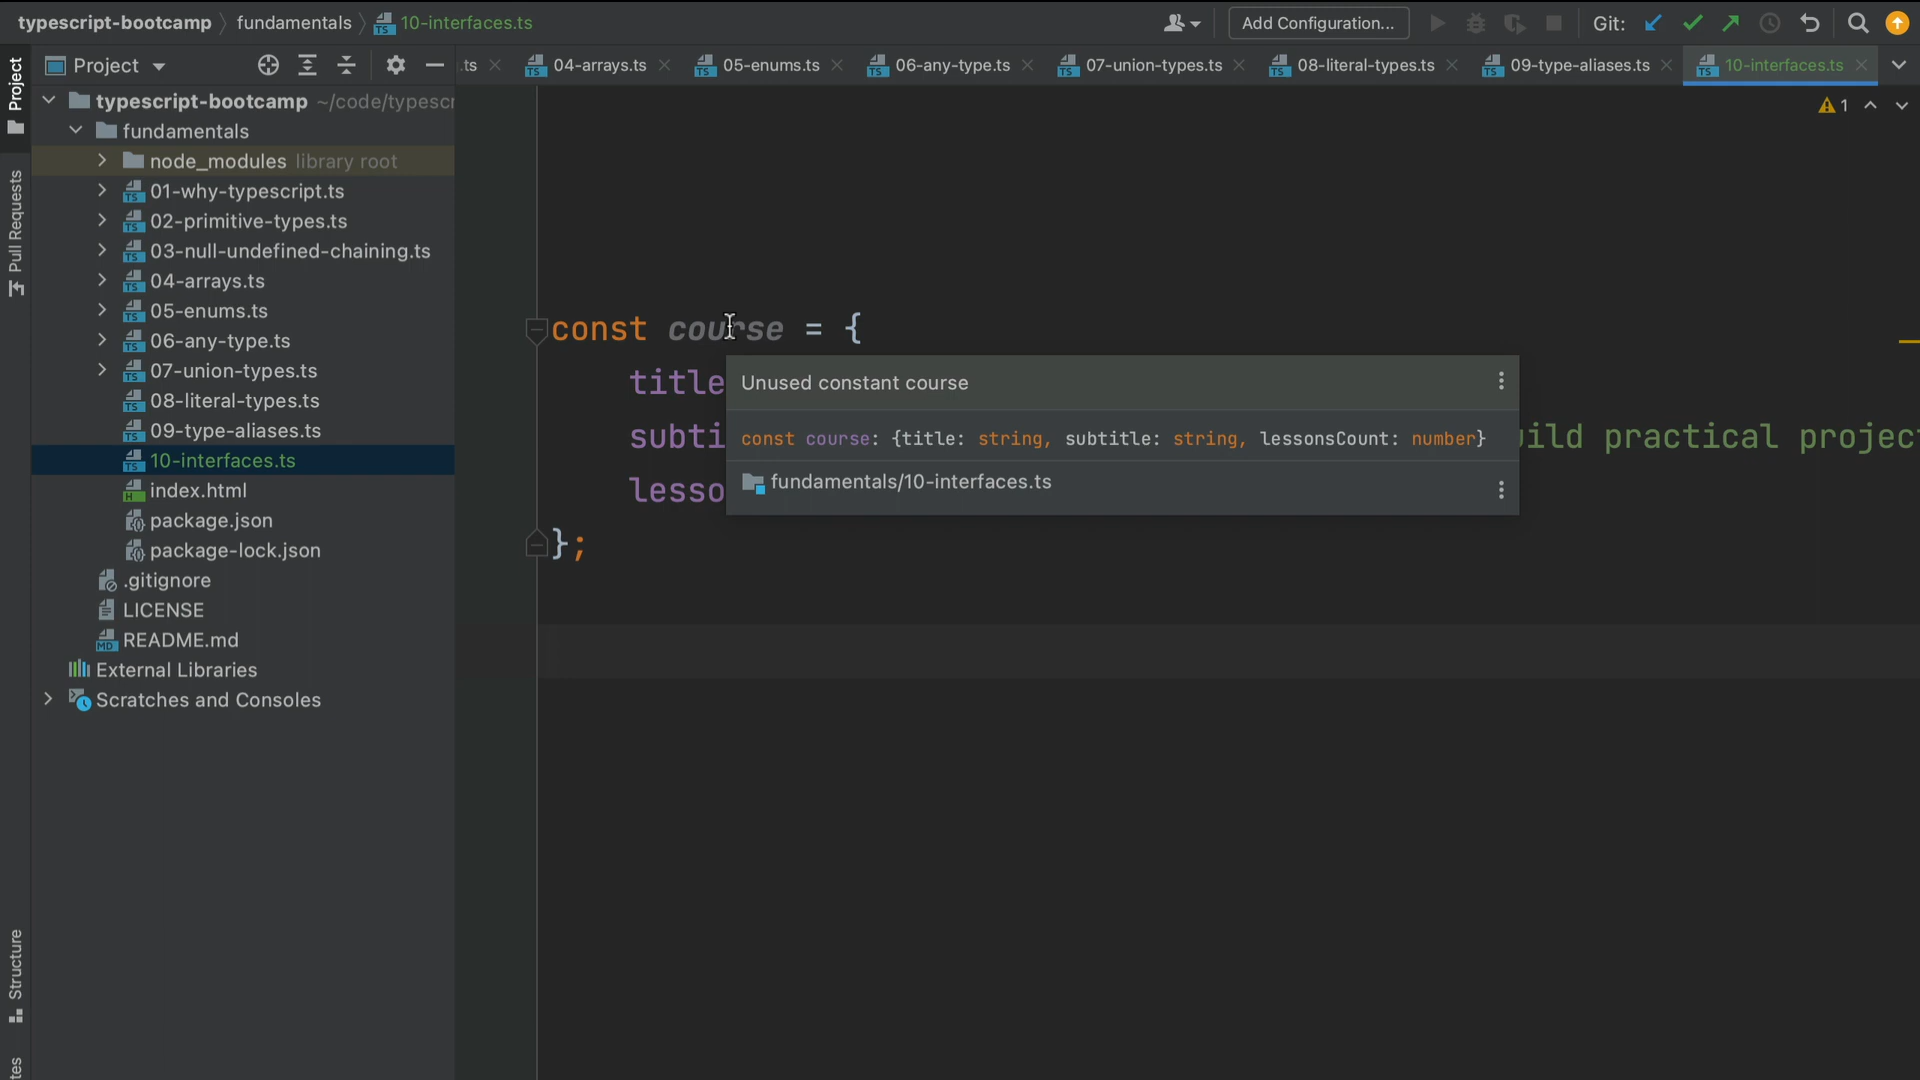 typescript-bootcamp fundamentals 10-interfaces.ts
Add Configuration... Git:
Project
.ts 04-arrays.ts 05-enums.ts 06-any-type.ts 07-union-types.ts 08-literal-types.ts 09-type-aliases.ts 10-interfaces.ts
Project
Pull Requests
Structure
typescript-bootcamp ~/code/typescr
fundamentals
node_modules library root
01-why-typescript.ts
02-primitive-types.ts
03-null-undefined-chaining.ts
04-arrays.ts
05-enums.ts
06-any-type.ts
07-union-types.ts
08-literal-types.ts
09-type-aliases.ts
10-interfaces.ts
index.html
package.json
package-lock.json
.gitignore
LICENSE
README.md
External Libraries
Scratches and Consoles
1
const course = {
title
Unused constant course
subti
const course: {title: string, subtitle: string, lessonsCount: number}
uild practical projec
lesso
fundamentals/10-interfaces.ts
};